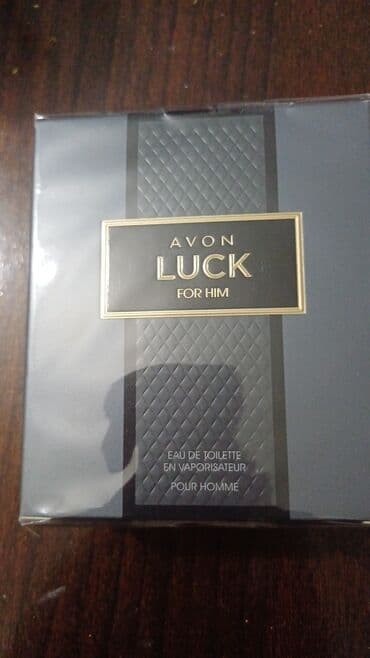 AVON
LUCK
FOR HIM
EAU DE TOILETTE
EN VAPORISATEUR
POUR HOMME